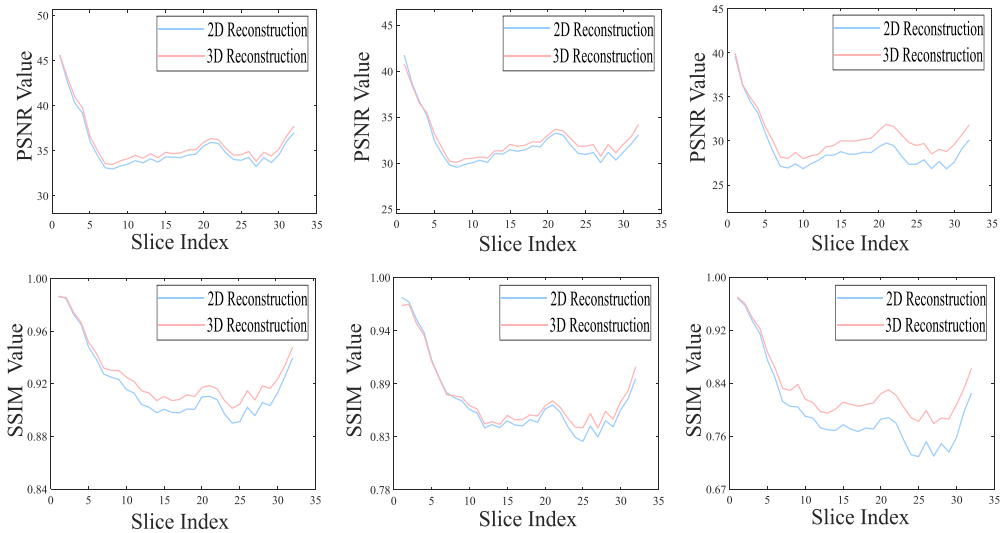 50
45
40
35
30
0 5 10 15 20 25 30 35
PSNR Value
Slice Index
2D Reconstruction
3D Reconstruction
45
40
35
30
25
0 5 10 15 20 25 30 35
PSNR Value
Slice Index
2D Reconstruction
3D Reconstruction
45
40
35
30
25
0 5 10 15 20 25 30 35
PSNR Value
Slice Index
2D Reconstruction
3D Reconstruction
1.00
0.96
0.92
0.88
0.84
0 5 10 15 20 25 30 35
SSIM Value
Slice Index
2D Reconstruction
3D Reconstruction
1.00
0.94
0.89
0.83
0.78
0 5 10 15 20 25 30 35
SSIM Value
Slice Index
2D Reconstruction
3D Reconstruction
1.00
0.92
0.84
0.76
0.67
0 5 10 15 20 25 30 35
SSIM Value
Slice Index
2D Reconstruction
3D Reconstruction